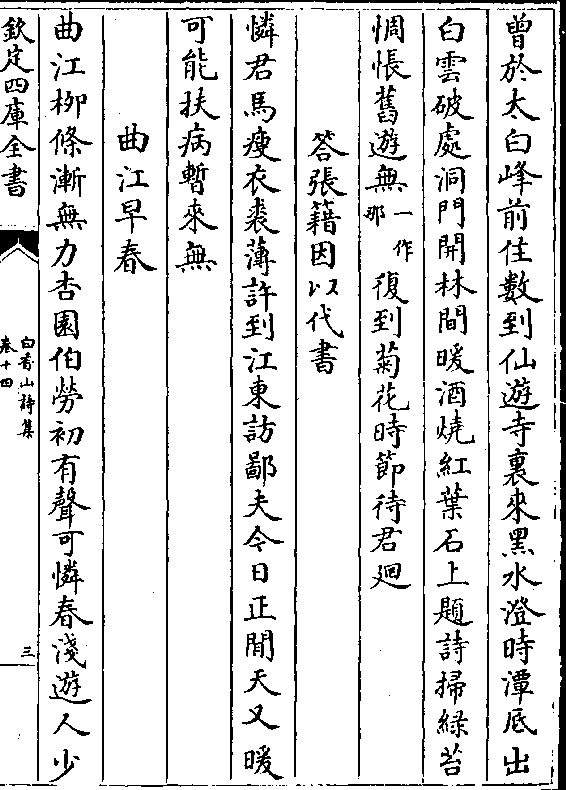 曾於太白峰前住數到仙遊寺裏來黑水澄時潭底出
白雲破處洞門開林間暖酒燒紅葉石上題詩掃綠苔
惆悵舊遊無一作那復到菊花時節待君廻
答張籍因以代書
憐君馬瘦衣裘薄許到江東訪鄙夫今日正閒天又暖
可能扶病暫來無
曲江早春
曲江栁條漸無力杏園伯勞初有聲可憐春淺遊人少
欽定四庫全書
白香山詩集
卷十四
三